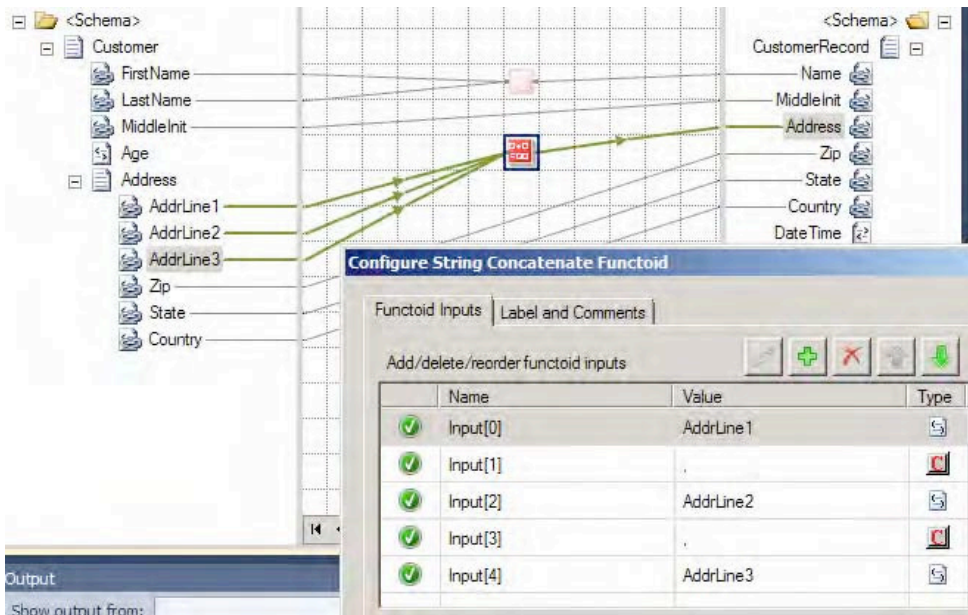 <Schema>
Customer
FirstName
LastName
MiddleInit
Age
Address
AddrLine1
AddrLine2
AddrLine3
Zip
State
Country
<Schema>
CustomerRecord
Name
MiddleInit
Address
Zip
State
Country
DateTime
Configure String Concatenate Functoid
Functoid Inputs Label and Comments
Add/delete/reorder functoid inputs
Name Value Type
Input[0] AddrLine1
Input[1] , C
Input[2] AddrLine2
Input[3] , C
Input[4] AddrLine3
Output
Show output from: